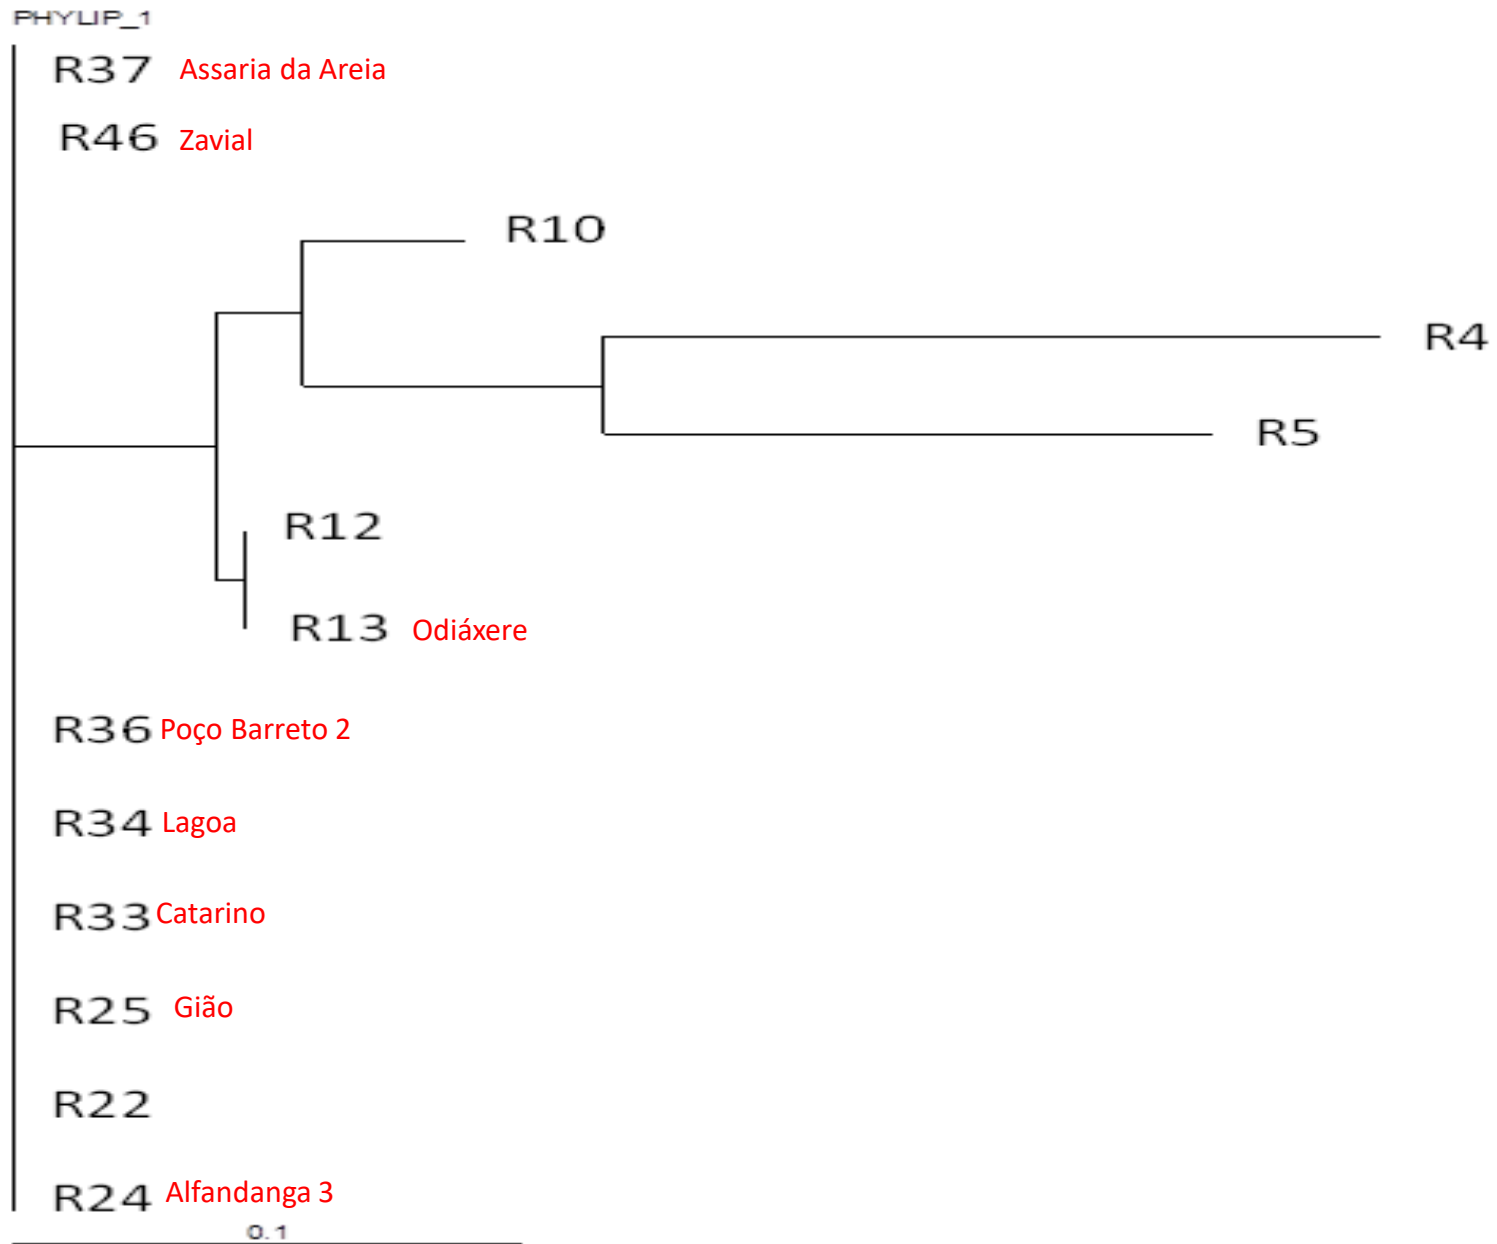 PHYLIP_1
R37 Assaria da Areia
R46 Zavial
R10
R4
R5
R12
R13 Odiáxere
R36 Poço Barreto 2
R34 Lagoa
R33 Catarino
R25 Gião
R22
R24 Alfandanga 3
0.1